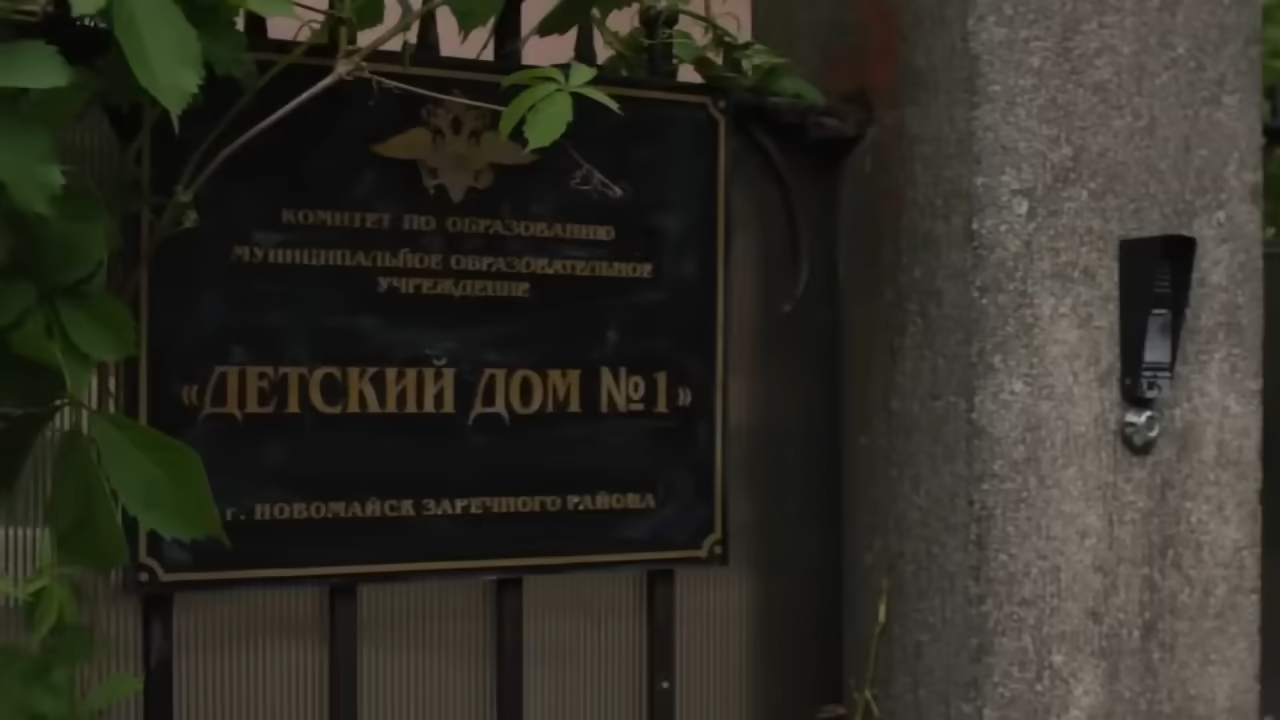 КОМИТЕТ ПО ОБРАЗОВАНИЮ
МУНИЦИПАЛЬНОЕ ОБРАЗОВАТЕЛЬНОЕ
УЧРЕЖДЕНИЕ
«ДЕТСКИЙ ДОМ №1»
г. НОВОМАЙСК ЗАРЕЧНОГО РАЙОНА